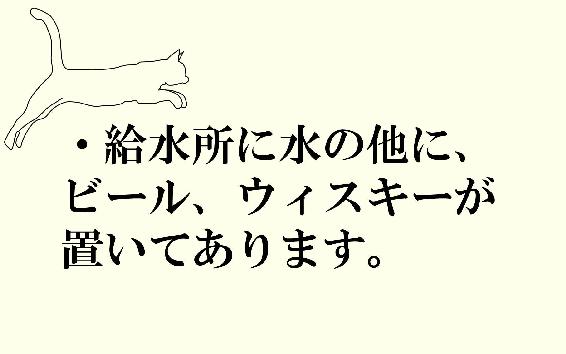 ・給水所に水の他に、
ビール、ウィスキーが
置いてあります。